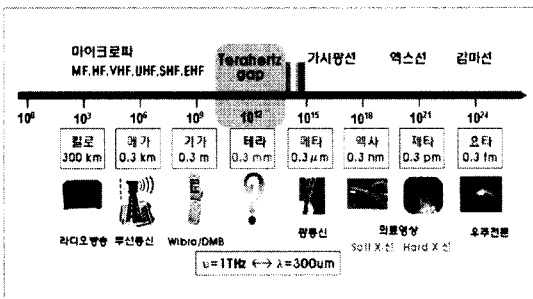 마이크로파
MF,HF,VHF,UHF,SHF,EHF
Terahertz
gap
가시광선 엑스선 감마선
10⁰ 10³ 10⁶ 10⁹ 10¹² 10¹⁵ 10¹⁸ 10²¹ 10²⁴
킬로 메가 기가 테라 페타 엑사 제타 요타
300 km 0.3 km 0.3 m 0.3 mm 0.3 μm 0.3 nm 0.3 pm 0.3 fm
라디오방송 무선통신 Wibro/DMB 광통신 의료영상 우주천문
Soft X-선 Hard X-선
υ=1THz ↔ λ=300um